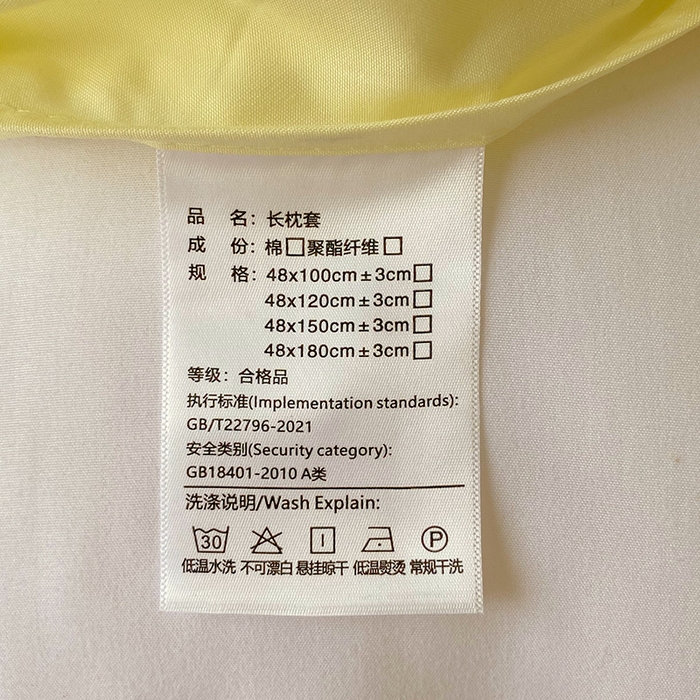 品 名：长枕套
成 份：棉□聚酯纤维□
规 格：48x100cm±3cm□
48x120cm±3cm□
48x150cm±3cm□
48x180cm±3cm□
等级：合格品
执行标准(Implementation standards):
GB/T22796-2021
安全类别(Security category):
GB18401-2010 A类
洗涤说明/Wash Explain:
30 P
低温水洗 不可漂白 悬挂晾干 低温熨烫 常规干洗